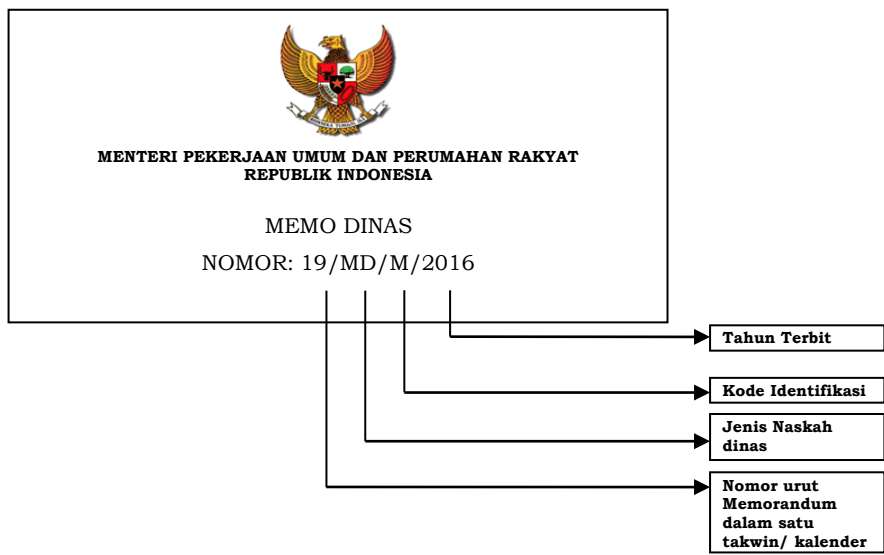 MENTERI PEKERJAAN UMUM DAN PERUMAHAN RAKYAT
REPUBLIK INDONESIA
MEMO DINAS
NOMOR: 19/MD/M/2016
Tahun Terbit
Kode Identifikasi
Jenis Naskah
dinas
Nomor urut
Memorandum
dalam satu
takwin/ kalender